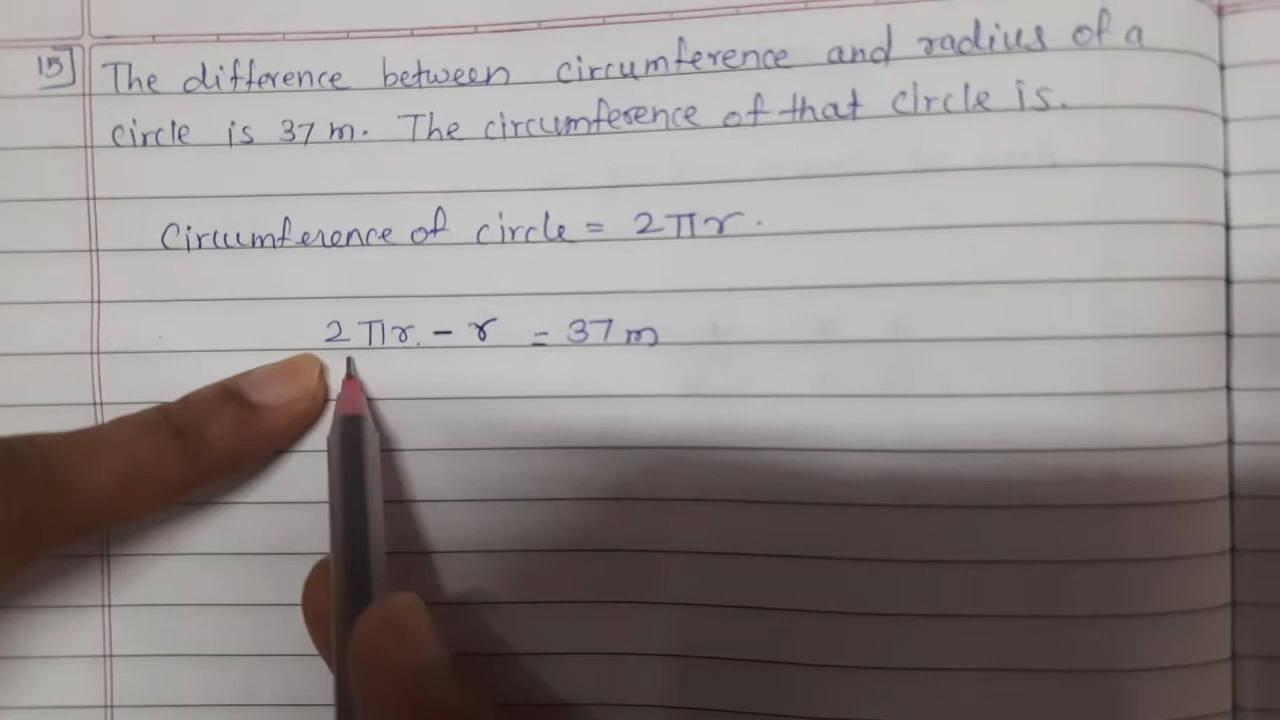 15] The difference between circumference and radius of a
circle is 37 m. The circumference of that circle is.
Circumference of circle = 2πr.
2πr. - r = 37 m